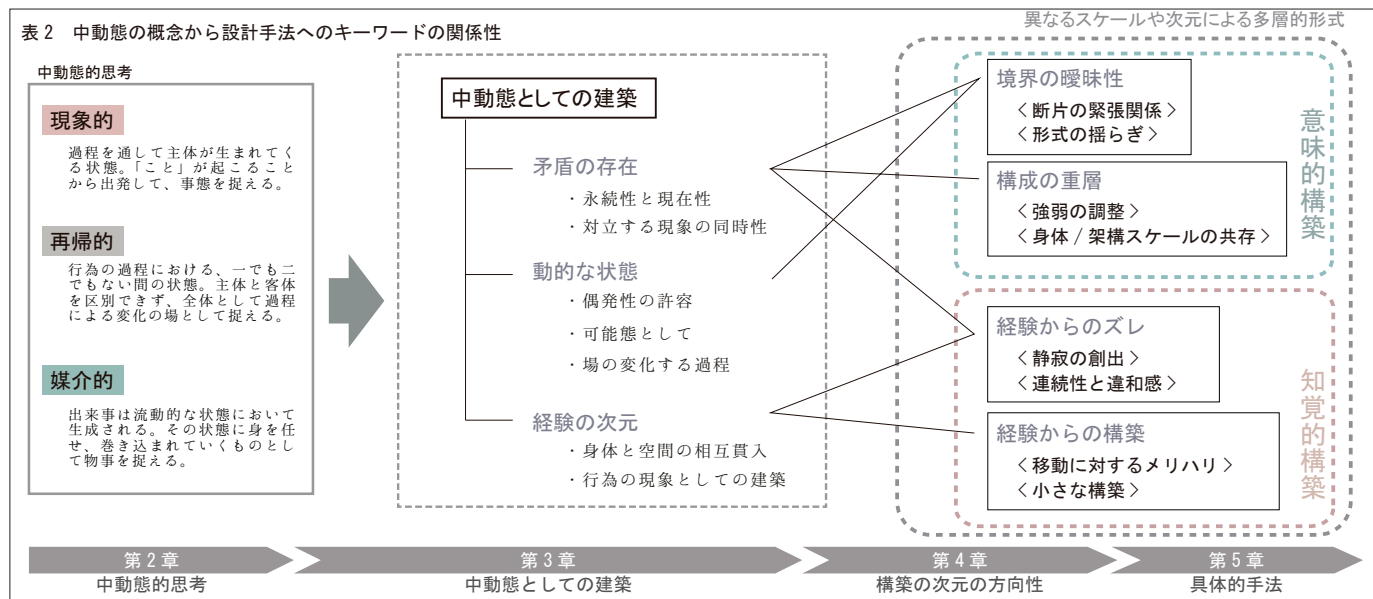 表2　中動態の概念から設計手法へのキーワードの関係性
異なるスケールや次元による多層的形式
中動態的思考
現象的
過程を通して主体が生まれてく
る状態。「こと」が起こること
から出発して、事態を捉える。
再帰的
行為の過程における、一でも二
でもない間の状態。主体と客体
を区別できず、全体として過程
による変化の場として捉える。
媒介的
出来事は流動的な状態において
生成される。その状態に身を任
せ、巻き込まれていくものとし
て物事を捉える。
中動態としての建築
矛盾の存在
・永続性と現在性
・対立する現象の同時性
動的な状態
・偶発性の許容
・可能態として
・場の変化する過程
経験の次元
・身体と空間の相互貫入
・行為の現象としての建築
境界の曖昧性
＜断片の緊張関係＞
＜形式の揺らぎ＞
構成の重層
＜強弱の調整＞
＜身体 / 架構スケールの共存＞
意味的構築
経験からのズレ
＜静寂の創出＞
＜連続性と違和感＞
経験からの構築
＜移動に対するメリハリ＞
＜小さな構築＞
知覚的構築
第2章
第3章
第4章
第5章
中動態的思考
中動態としての建築
構築の次元の方向性
具体的手法